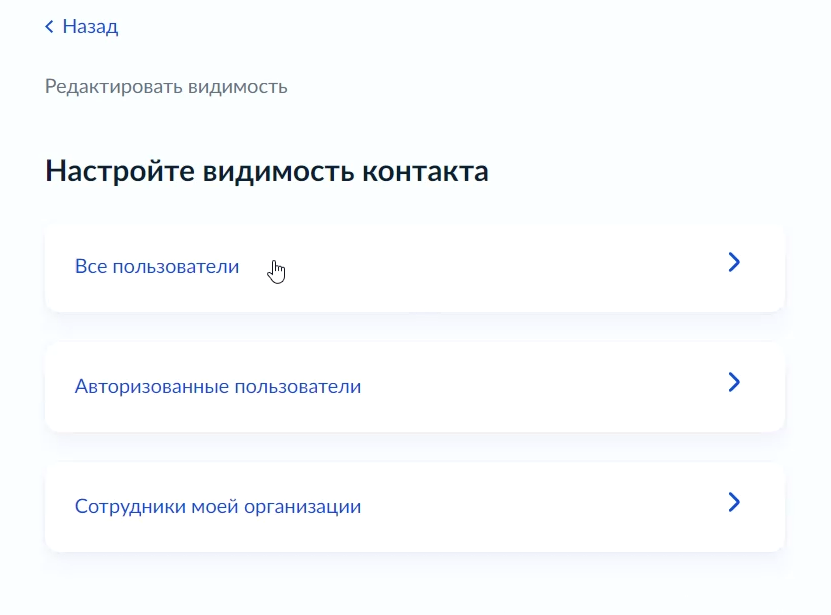 Назад
Редактировать видимость
Настройте видимость контакта
Все пользователи
Авторизованные пользователи
Сотрудники моей организации